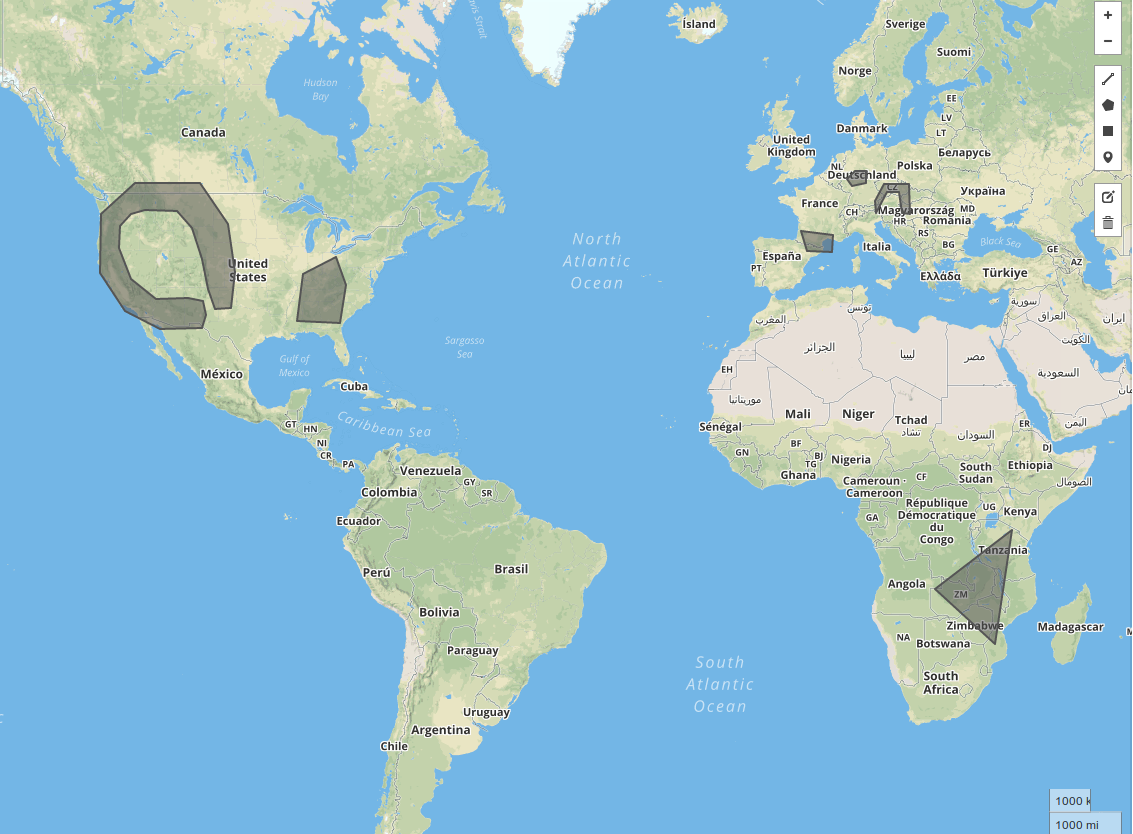 Ísland
Sverige
Suomi
Norge
Hudson
Bay
EE
LV
LT
Canada
Danmark
United
Kingdom
Беларусь
NL
Polska
Deutschland
Україна
France
CH
Magyarország
MD
Romania
HR
RS
North
Atlantic
Ocean
Black Sea
BG
Italia
España
PT
GE
AZ
Ελλάδα
Türkiye
United
States
سوريا
تونس
العراق
ایران
المغرب
الكويت
Sargasso
Sea
الجزائر
ليبيا
مصر
السعودية
Gulf of
Mexico
EH
México
Cuba
موريتانيا
Mali
Niger
Tchad
تشاد
Caribbean Sea
GT
HN
NI
CR
PA
Sénégal
GN
BF
BJ
TG
Ghana
Nigeria
السودان
ER
اليمن
DJ
Venezuela
GY
SR
Colombia
Cameroun ·
Cameroon
CF
South
Sudan
Ethiopia
الصومال
Ecuador
GA
République
Démocratique
du
Congo
UG
Kenya
Tanzania
Perú
Brasil
Angola
ZM
Bolivia
Zimbabwe
Madagascar
NA
Botswana
Paraguay
South
Atlantic
Ocean
South
Africa
Uruguay
Argentina
Chile
1000 k
1000 mi